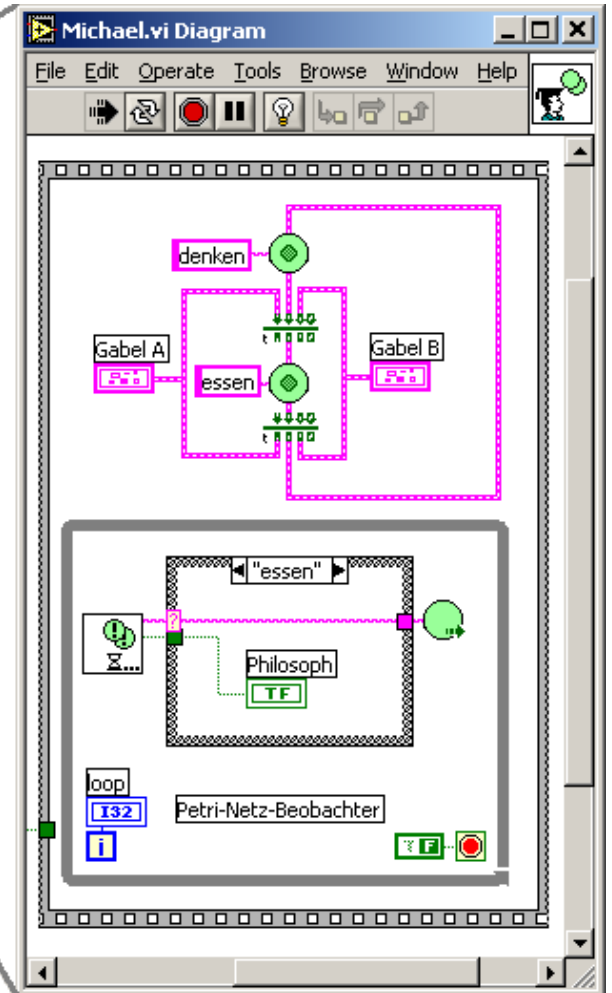 Michael.vi Diagram
File Edit Operate Tools Browse Window Help
denken
Gabel A
Gabel B
t
essen
t
"essen"
?
Philosoph
TF
loop
I32
Petri-Netz-Beobachter
i
F